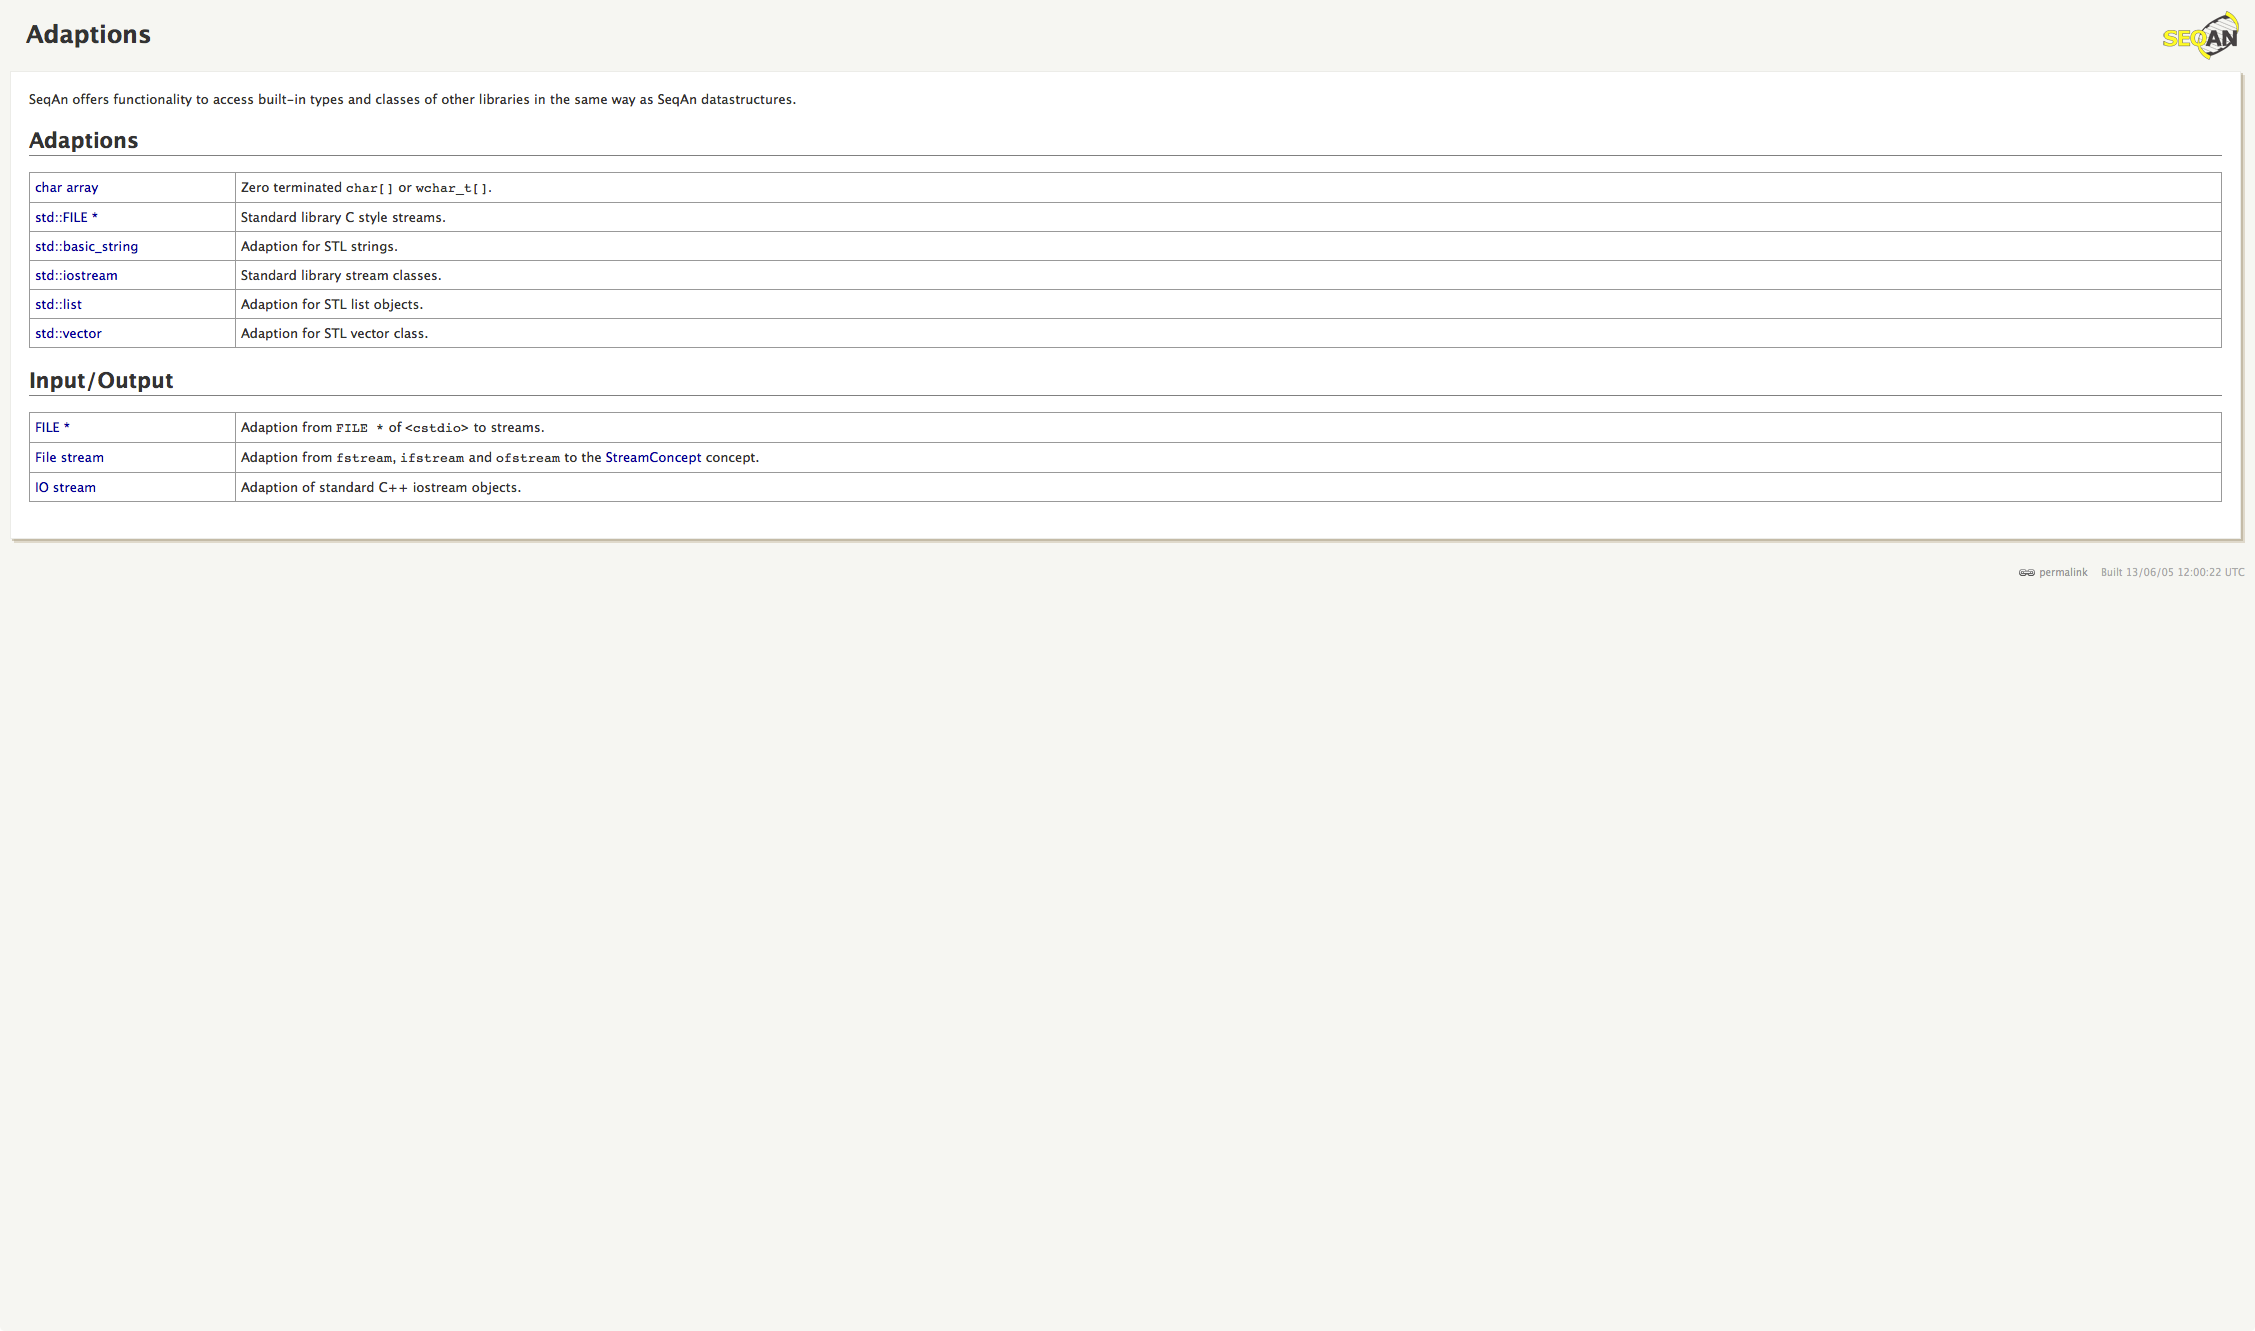 Adaptions
SEQAN
SeqAn offers functionality to access built-in types and classes of other libraries in the same way as SeqAn datastructures.
Adaptions
char array Zero terminated char[] or wchar_t[].
std::FILE * Standard library C style streams.
std::basic_string Adaption for STL strings.
std::iostream Standard library stream classes.
std::list Adaption for STL list objects.
std::vector Adaption for STL vector class.
Input/Output
FILE * Adaption from FILE * of <cstdio> to streams.
File stream Adaption from fstream, ifstream and ofstream to the StreamConcept concept.
IO stream Adaption of standard C++ iostream objects.
permalink Built 13/06/05 12:00:22 UTC